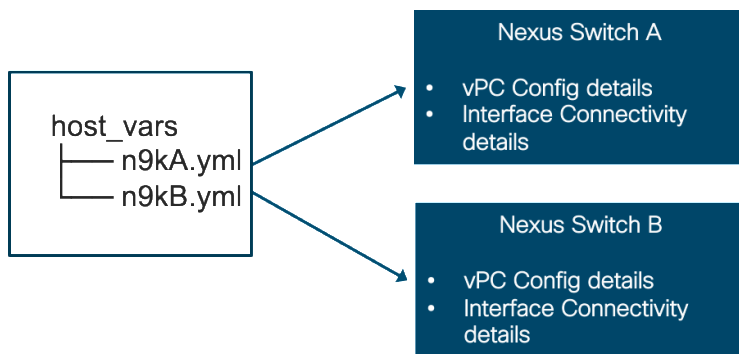 host_vars
n9kA.yml
n9kB.yml
Nexus Switch A
• vPC Config details
• Interface Connectivity
details
Nexus Switch B
• vPC Config details
• Interface Connectivity
details